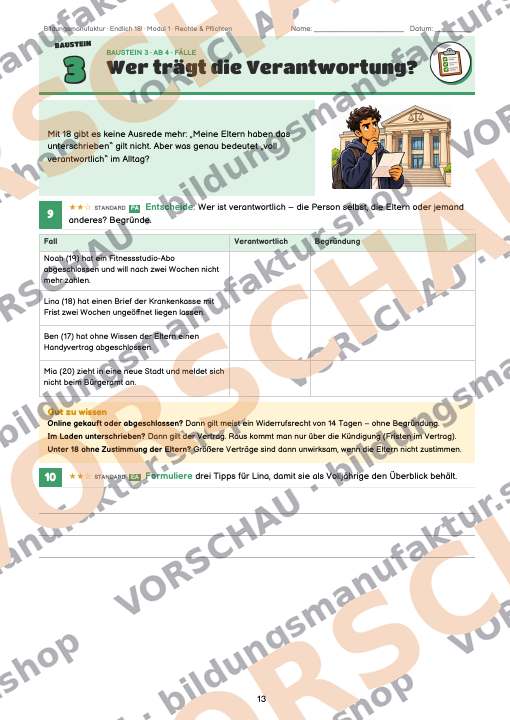 Bildungsmanufaktur · Endlich 18! · Modul 1 · Rechte & Pflichten Name: Datum:
BAUSTEIN
3
BAUSTEIN 3 · AB 4 · FÄLLE
Wer trägt die Verantwortung?
Mit 18 gibt es keine Ausrede mehr: „Meine Eltern haben das
unterschrieben“ gilt nicht. Aber was genau bedeutet „voll
verantwortlich“ im Alltag?
9 ★★☆ STANDARD PA Entscheide: Wer ist verantwortlich – die Person selbst, die Eltern oder jemand
anderes? Begründe.
Fall Verantwortlich Begründung
Noah (19) hat ein Fitnessstudio-Abo
abgeschlossen und will nach zwei Wochen nicht
mehr zahlen.
Lina (18) hat einen Brief der Krankenkasse mit
Frist zwei Wochen ungeöffnet liegen lassen.
Ben (17) hat ohne Wissen der Eltern einen
Handyvertrag abgeschlossen.
Mia (20) zieht in eine neue Stadt und meldet sich
nicht beim Bürgeramt an.
Gut zu wissen
Online gekauft oder abgeschlossen? Dann gilt meist ein Widerrufsrecht von 14 Tagen – ohne Begründung.
Im Laden unterschrieben? Dann gilt der Vertrag. Raus kommt man nur über die Kündigung (Fristen im Vertrag).
Unter 18 ohne Zustimmung der Eltern? Größere Verträge sind dann unwirksam, wenn die Eltern nicht zustimmen.
10 ★★☆ STANDARD EA Formuliere drei Tipps für Lina, damit sie als Volljährige den Überblick behält.
VORSCHAU · bildungsmanufaktur.shop
VORSCHAU
13